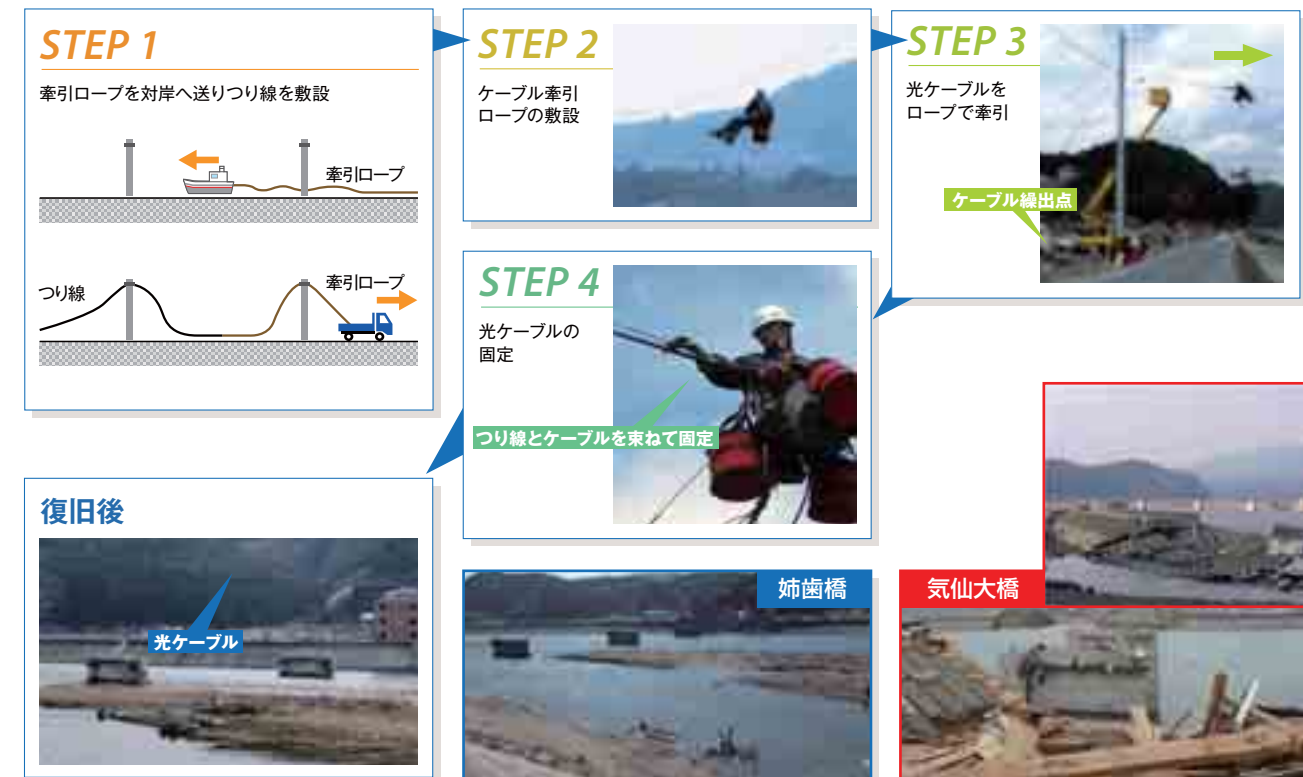 STEP 1
牽引ロープを対岸へ送りつり線を敷設
牽引ロープ
つり線
牽引ロープ
STEP 2
ケーブル牽引
ロープの敷設
STEP 3
光ケーブルを
ロープで牽引
ケーブル繰出点
STEP 4
光ケーブルの
固定
つり線とケーブルを束ねて固定
復旧後
光ケーブル
姉歯橋
気仙大橋